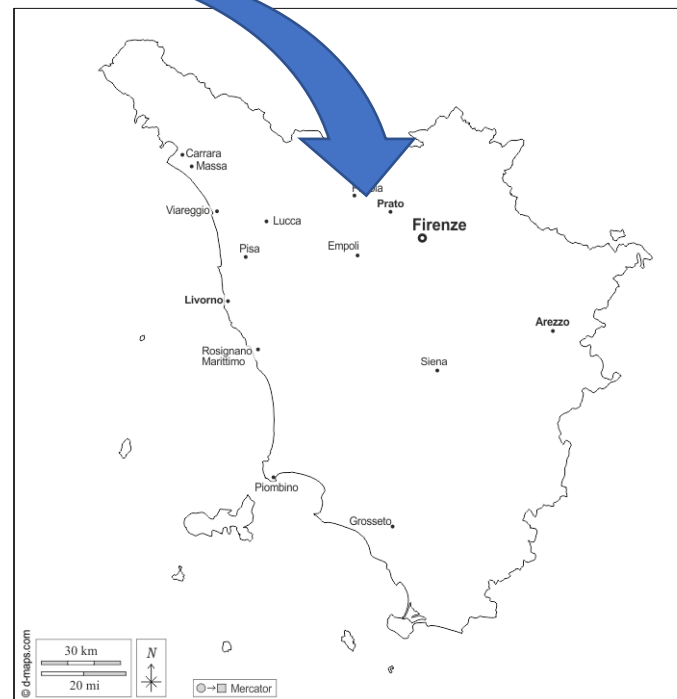 Carrara
Massa
Viareggio
Lucca
Prato
Firenze
Pisa
Empoli
Livorno
Arezzo
Rosignano
Marittimo
Siena
Piombino
Grosseto
© d-maps.com
30 km
20 mi
N
Mercator